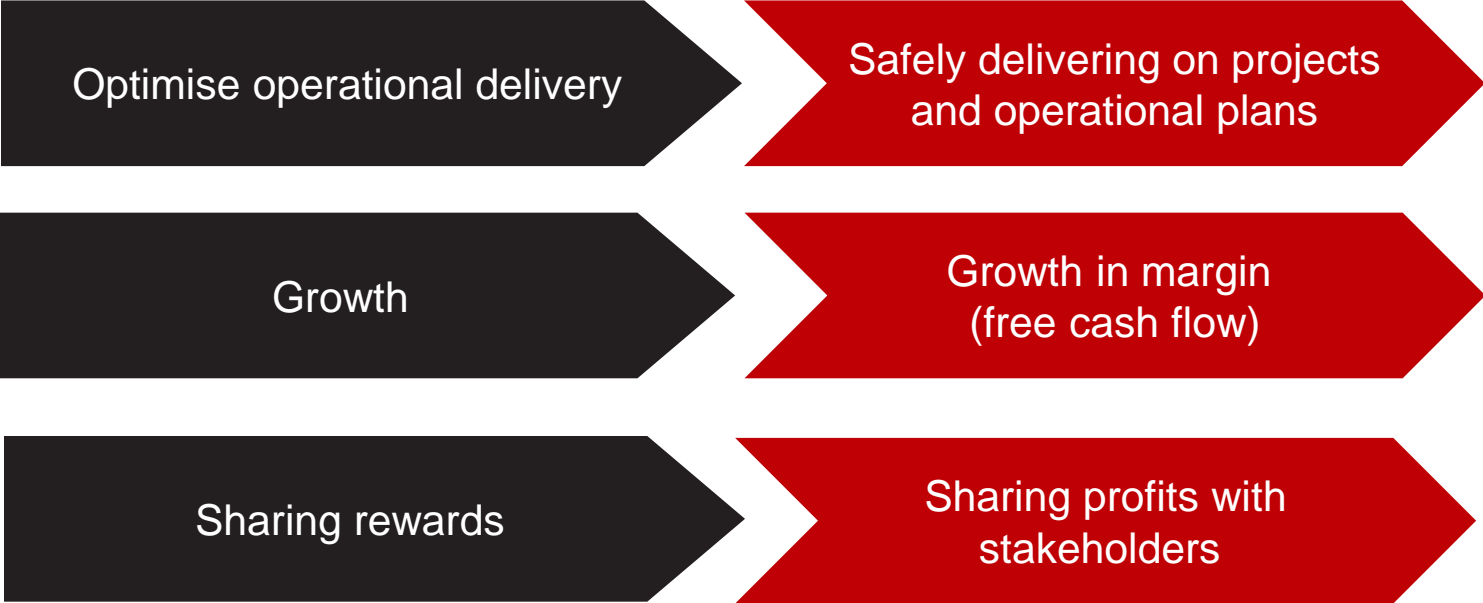 Optimise operational delivery
Safely delivering on projects
and operational plans
Growth
Growth in margin
(free cash flow)
Sharing rewards
Sharing profits with
stakeholders